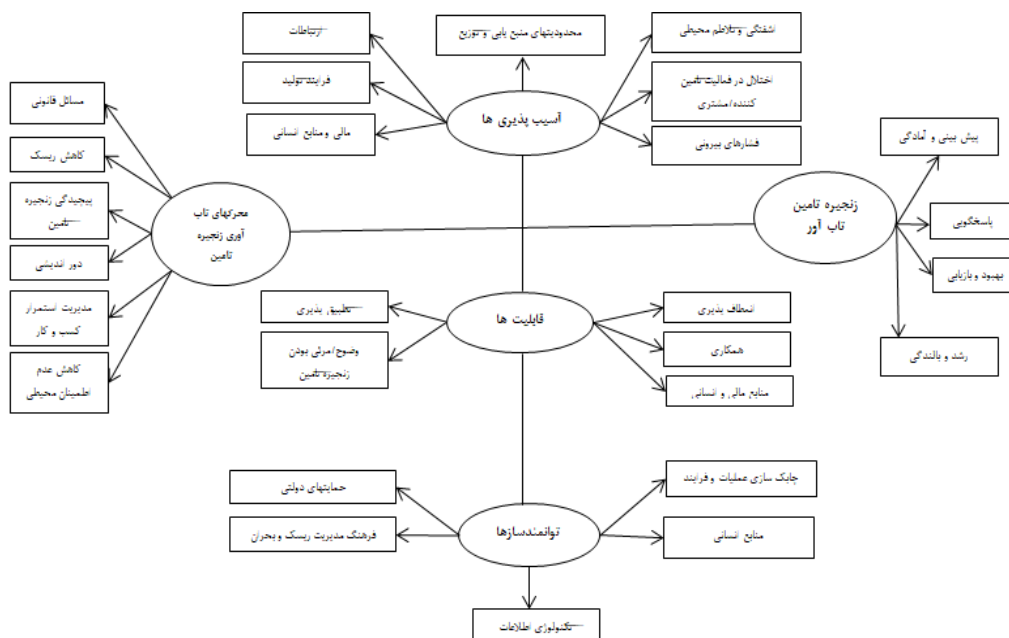 آشفتگی و تلاطم محیطی
محدودیتهای منبع یابی و توزیع
ارتباطات
اختلال در فعالیت تامین
کننده/مشتری
فرایند تولید
آسیب پذیری ها
فشارهای بیرونی
مالی و منابع انسانی
پیش بینی و آمادگی
زنجیره تامین
تاب آور
پاسخگویی
بهبود و بازیابی
رشد و بالندگی
مسائل قانونی
کاهش ریسک
پیچیدگی زنجیره
تامین
محرکهای تاب
آوری زنجیره
تامین
دور اندیشی
مدیریت استمرار
کسب و کار
کاهش عدم
اطمینان محیطی
انعطاف پذیری
قابلیت ها
تطبیق پذیری
همکاری
وضوح/مرئی بودن
زنجیزه تامین
منابع مالی و انسانی
چابک سازی عملیات و فرایند
حمایتهای دولتی
توانمندسازها
منابع انسانی
فرهنگ مدیریت ریسک و بحران
تکنولوژی اطلاعات